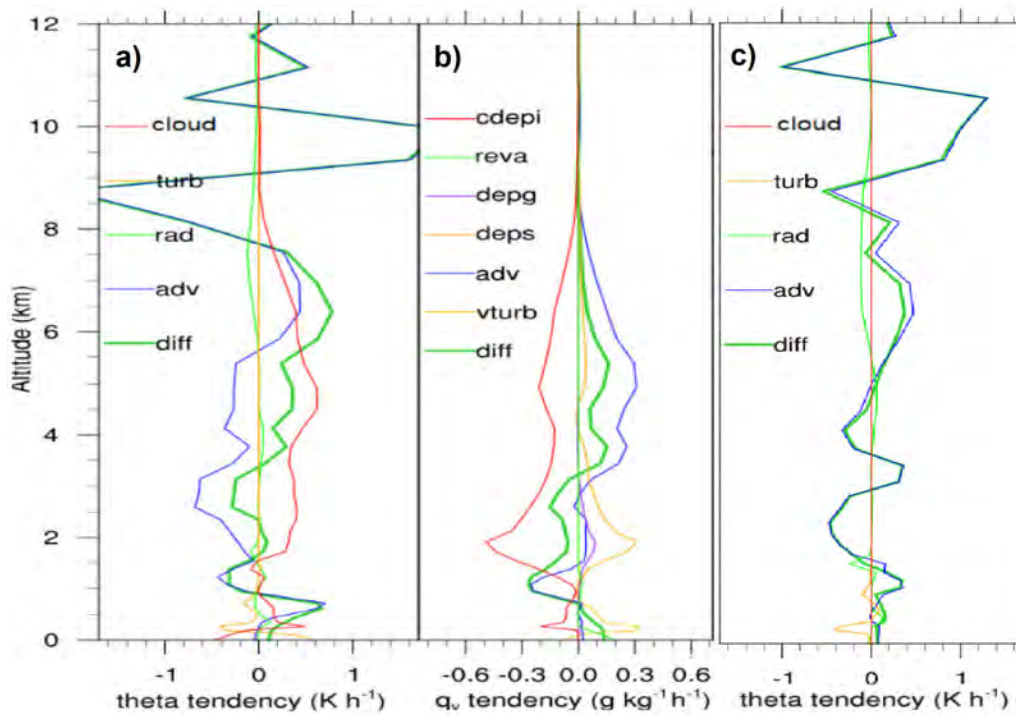 a)
b)
c)
12
10
8
6
4
2
0
Altitude (km)
cloud
turb
rad
adv
diff
-1
0
1
theta tendency (K h⁻¹)
cdepi
reva
depg
deps
adv
vturb
diff
-0.6
-0.3
0.0
0.3
0.6
qᵥ tendency (g kg⁻¹ h⁻¹)
cloud
turb
rad
adv
diff
-1
0
1
theta tendency (K h⁻¹)